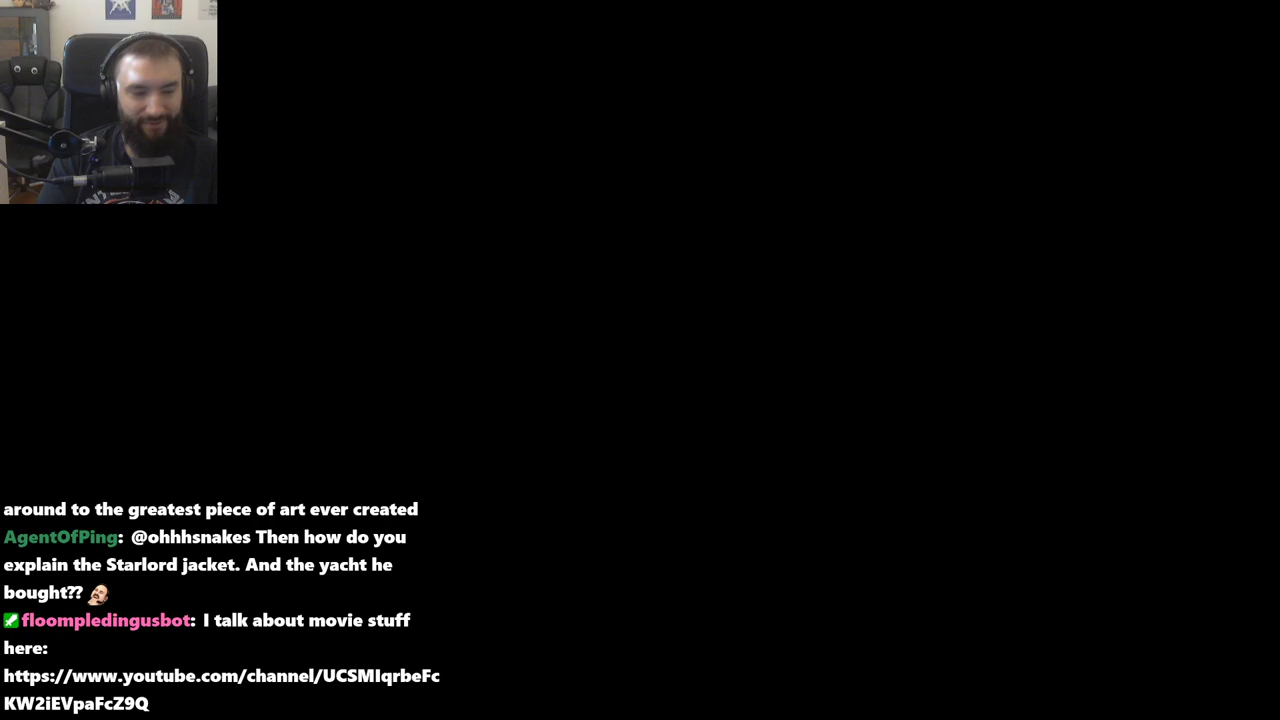 around to the greatest piece of art ever created
AgentOfPing: @ohhhsnakes Then how do you
explain the Starlord jacket. And the yacht he
bought??
floompledingusbot: I talk about movie stuff
here:
https://www.youtube.com/channel/UCSMIqrbeFc
KW2iEVpaFcZ9Q